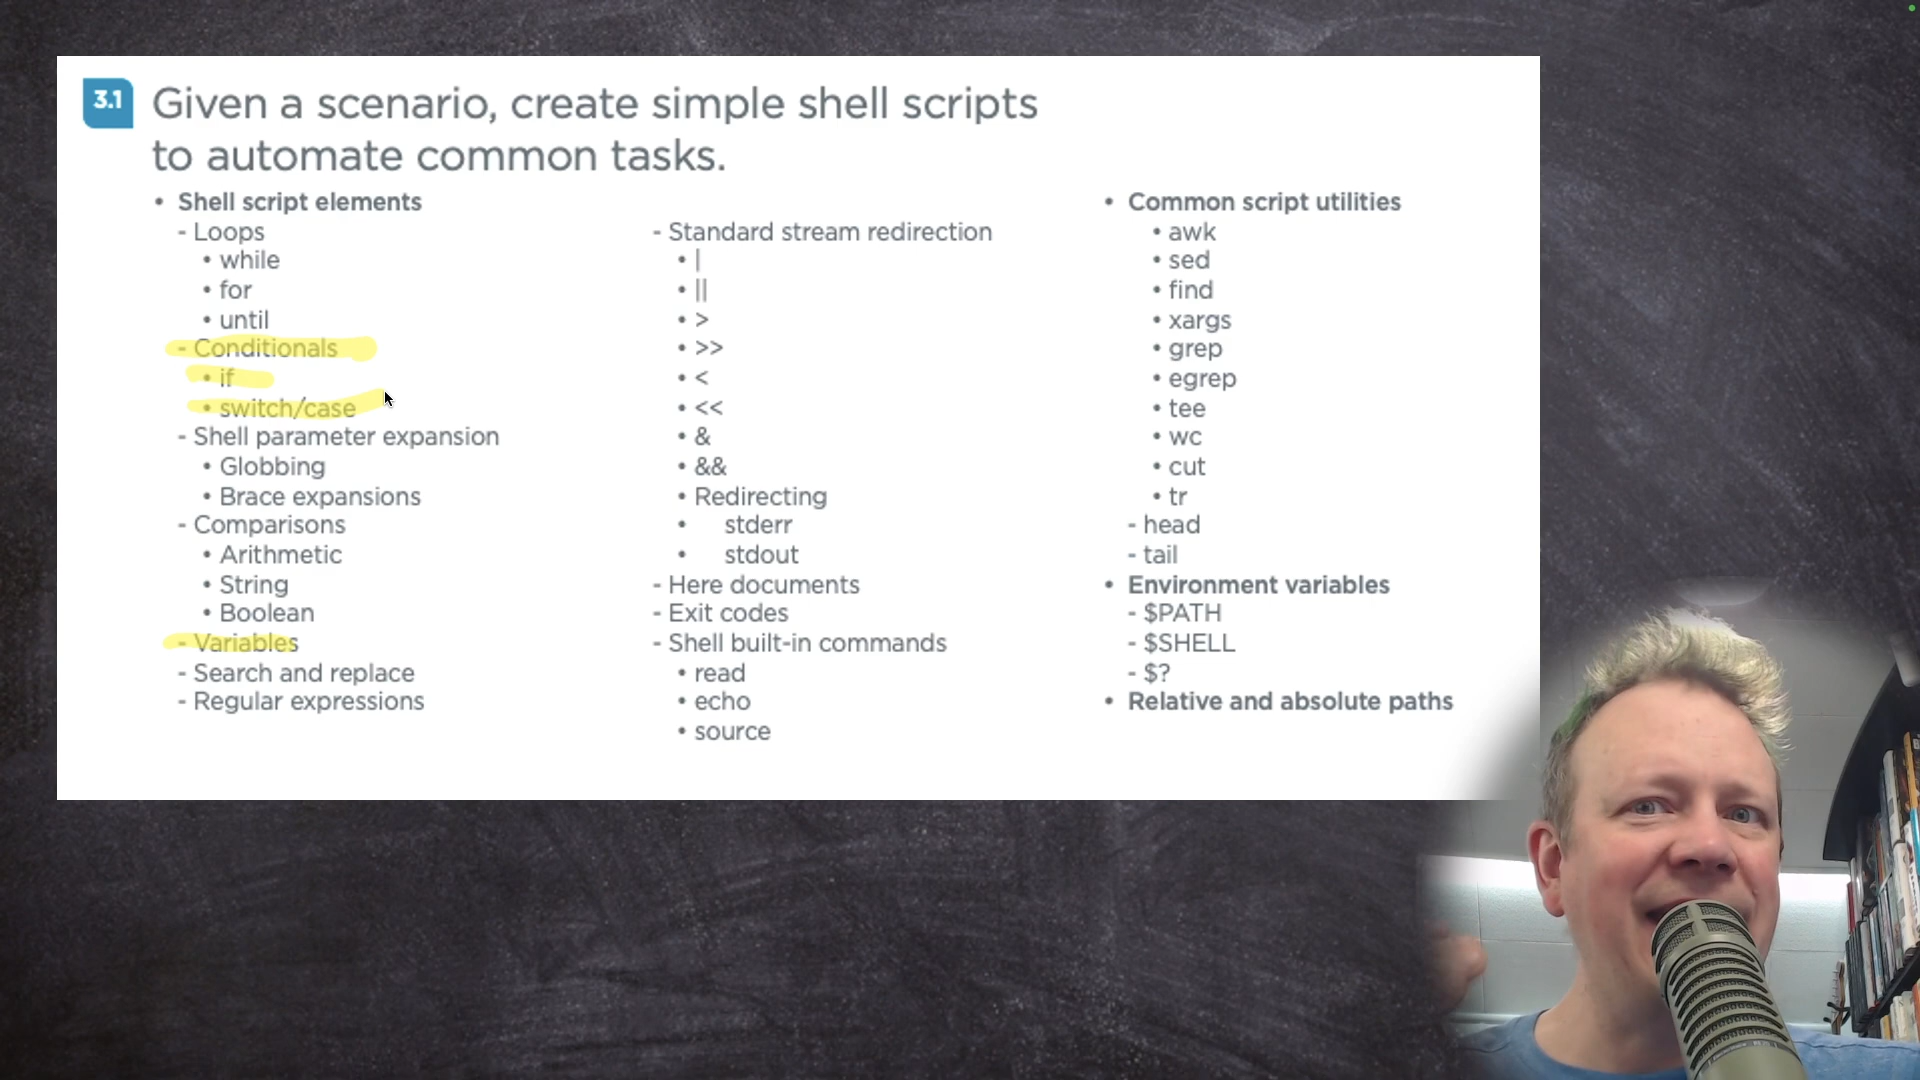 3.1
Given a scenario, create simple shell scripts
to automate common tasks.
• Shell script elements
- Loops
• while
• for
• until
- Conditionals
• if
• switch/case
- Shell parameter expansion
• Globbing
• Brace expansions
- Comparisons
• Arithmetic
• String
• Boolean
- Variables
- Search and replace
- Regular expressions
- Standard stream redirection
• |
• ||
• >
• >>
• <
• <<
• &
• &&
• Redirecting
• stderr
• stdout
- Here documents
- Exit codes
- Shell built-in commands
• read
• echo
• source
• Common script utilities
• awk
• sed
• find
• xargs
• grep
• egrep
• tee
• wc
• cut
• tr
- head
- tail
• Environment variables
- $PATH
- $SHELL
- $?
• Relative and absolute paths